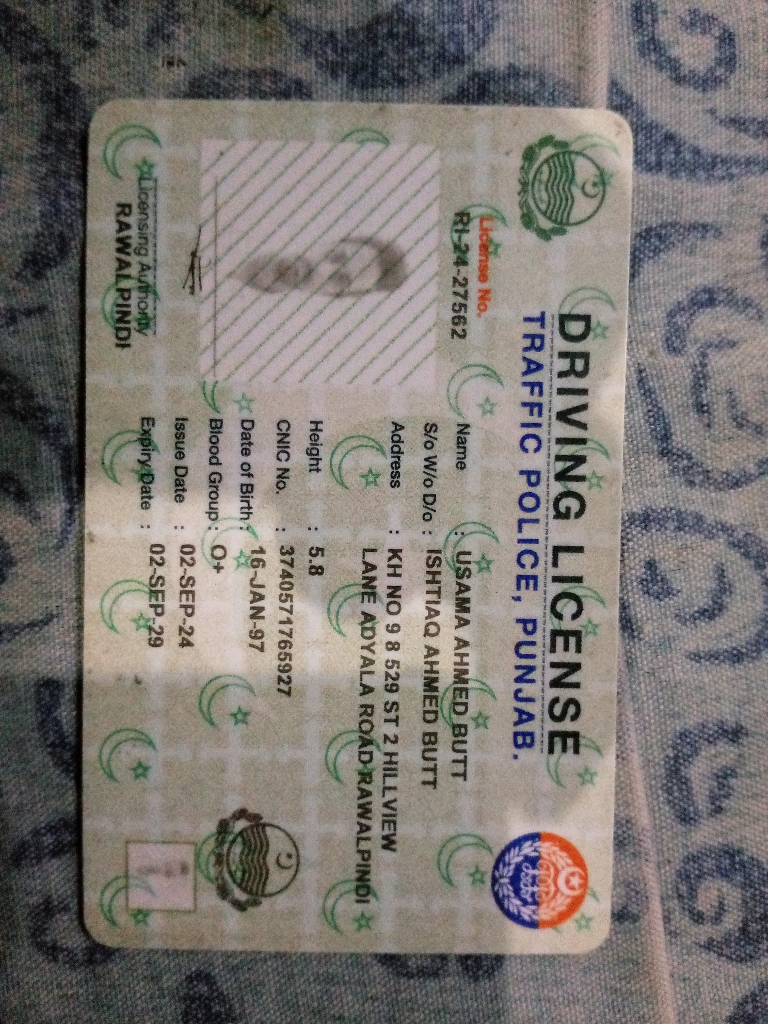 DRIVING LICENSE
TRAFFIC POLICE, PUNJAB.
License No.
RI-24-27562
Name : USAMA AHMED BUTT
S/o W/o D/o : ISHTIAQ AHMED BUTT
Address : KH NO 9 8 529 ST 2 HILLVIEW
LANE ADYALA ROAD RAWALPINDI
Height : 5.8
CNIC No. : 3740571765927
Date of Birth : 16-JAN-97
Blood Group : O+
Issue Date : 02-SEP-24
Expiry Date : 02-SEP-29
Licensing Authority
RAWALPINDI